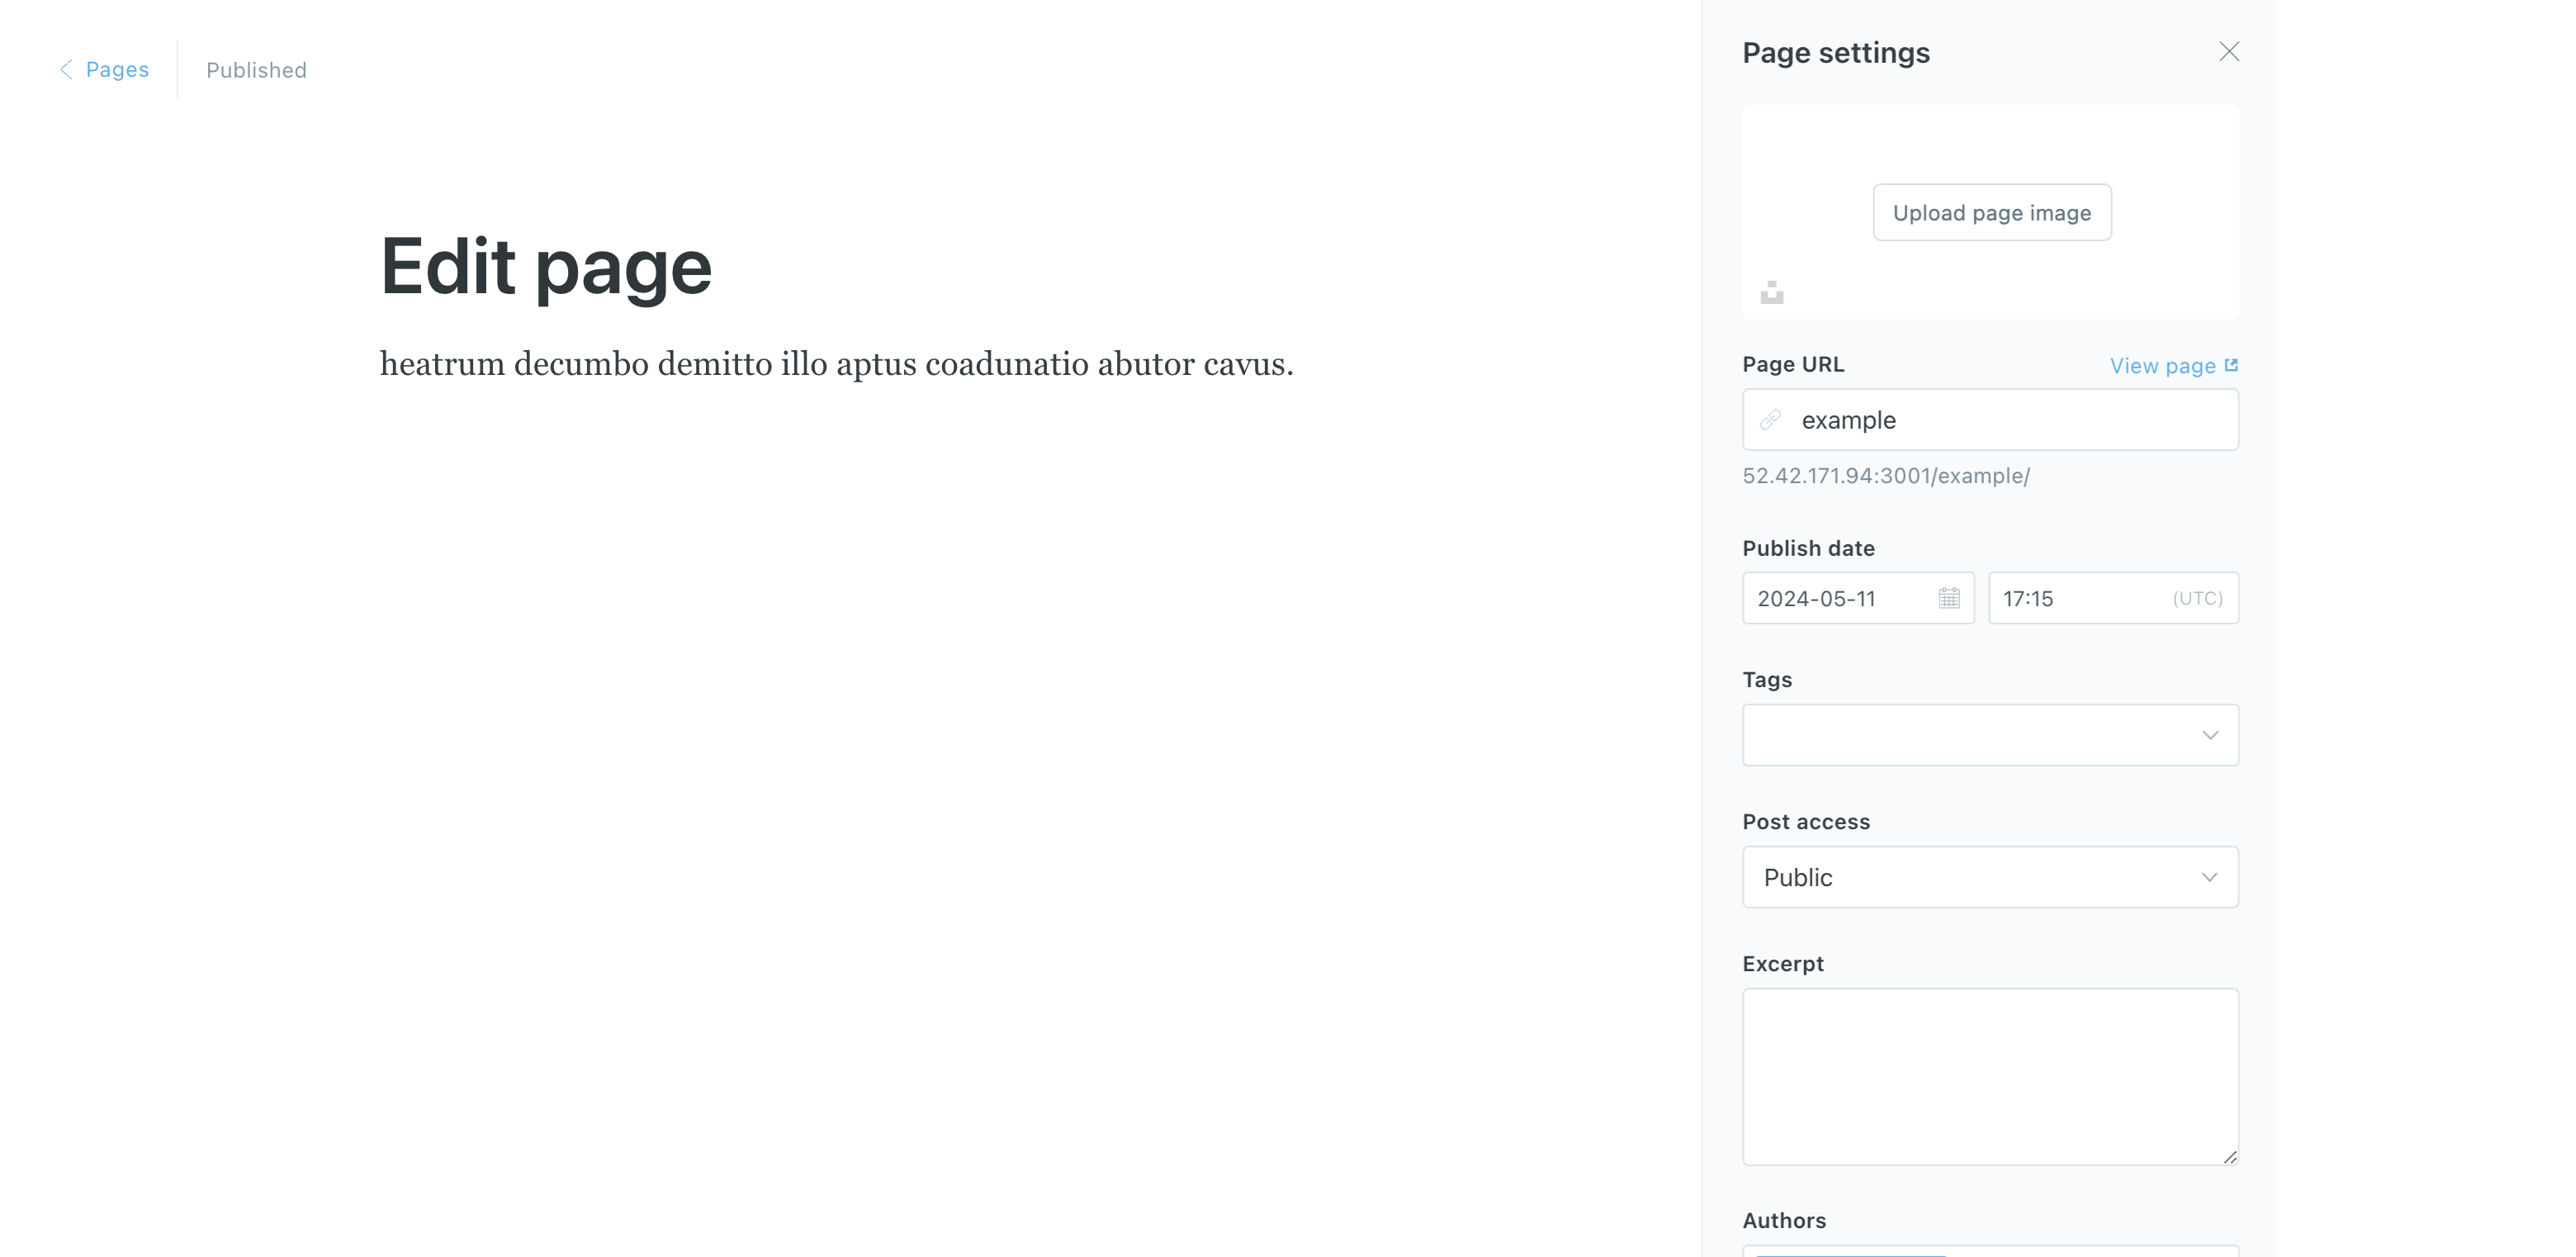 Pages
Published
Edit page
heatrum decumbo demitto illo aptus coadunatio abutor cavus.
Page settings
Upload page image
Page URL
View page
example
52.42.171.94:3001/example/
Publish date
2024-05-11
17:15
(UTC)
Tags
Post access
Public
Excerpt
Authors